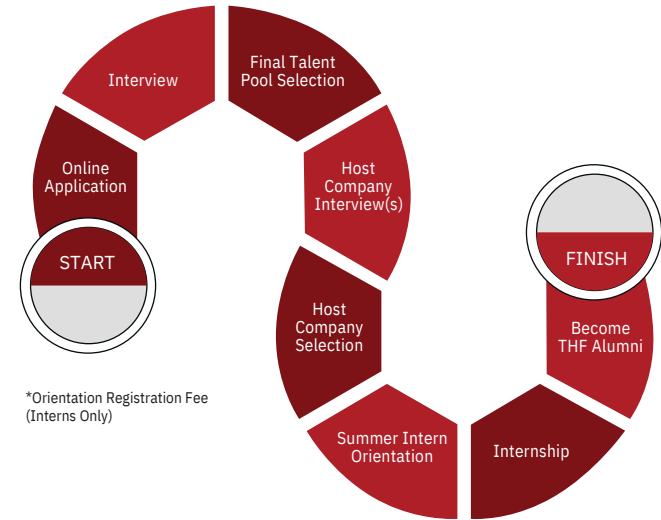 START
Online
Application
Interview
Final Talent
Pool Selection
Host
Company
Interview(s)
Host
Company
Selection
Summer Intern
Orientation
Internship
Become
THF Alumni
FINISH
*Orientation Registration Fee
(Interns Only)